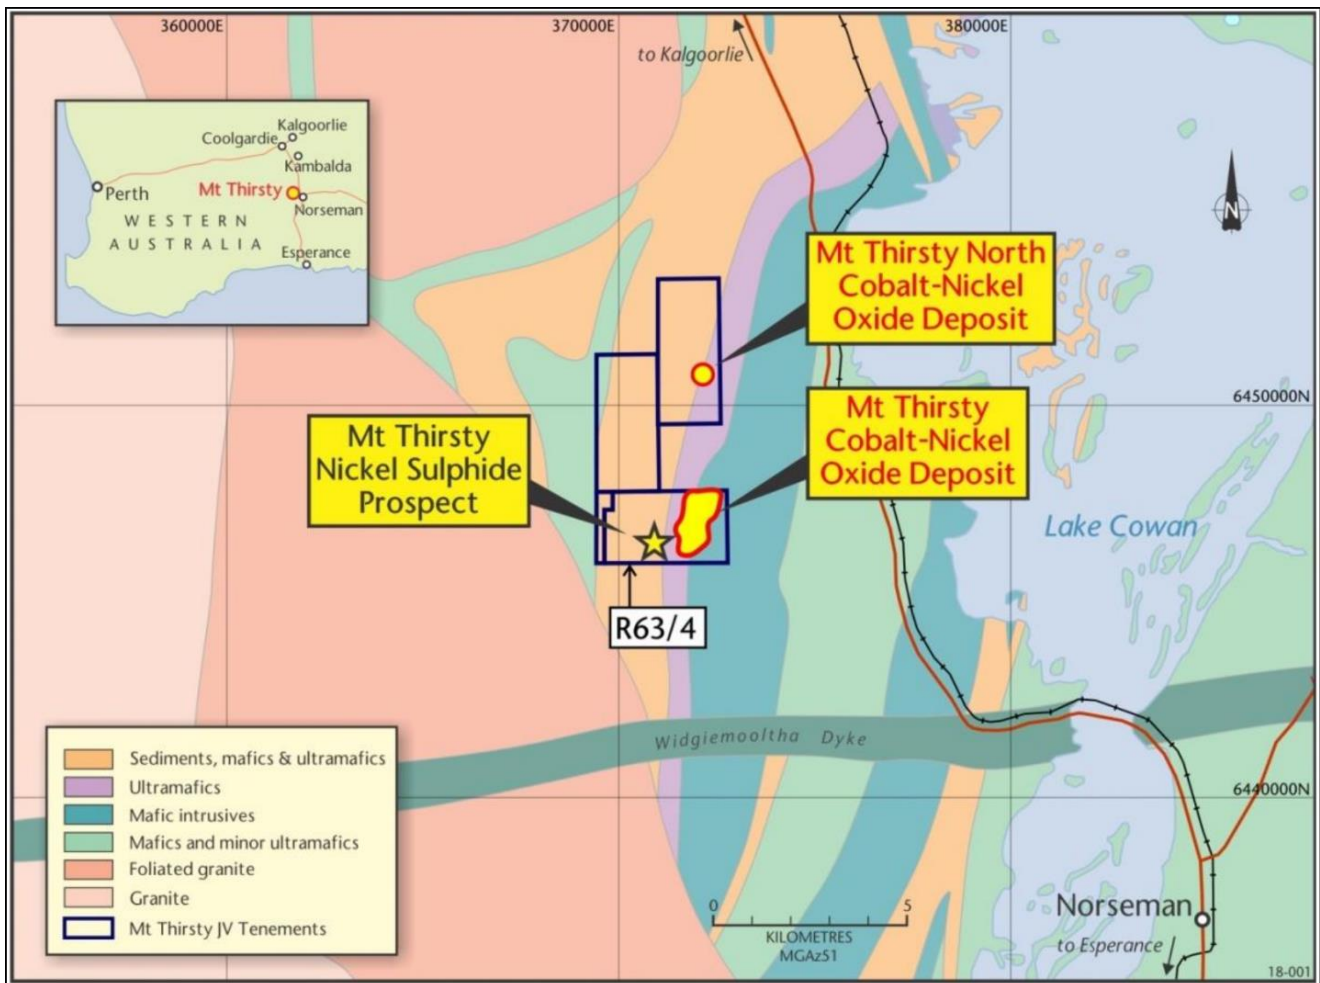 360000E
370000E
380000E
to Kalgoorlie
Kalgoorlie
Coolgardie
Kambalda
Perth
Mt Thirsty
Norseman
WESTERN
AUSTRALIA
Esperance
N
Mt Thirsty North
Cobalt-Nickel
Oxide Deposit
6450000N
Mt Thirsty
Cobalt-Nickel
Oxide Deposit
Mt Thirsty
Nickel Sulphide
Prospect
Lake Cowan
R63/4
Widgiemooltha Dyke
6440000N
Sediments, mafics & ultramafics
Ultramafics
Mafic intrusives
Mafics and minor ultramafics
Foliated granite
Granite
Mt Thirsty JV Tenements
0 5
KILOMETRES
MGAz51
Norseman
to Esperance
18-001